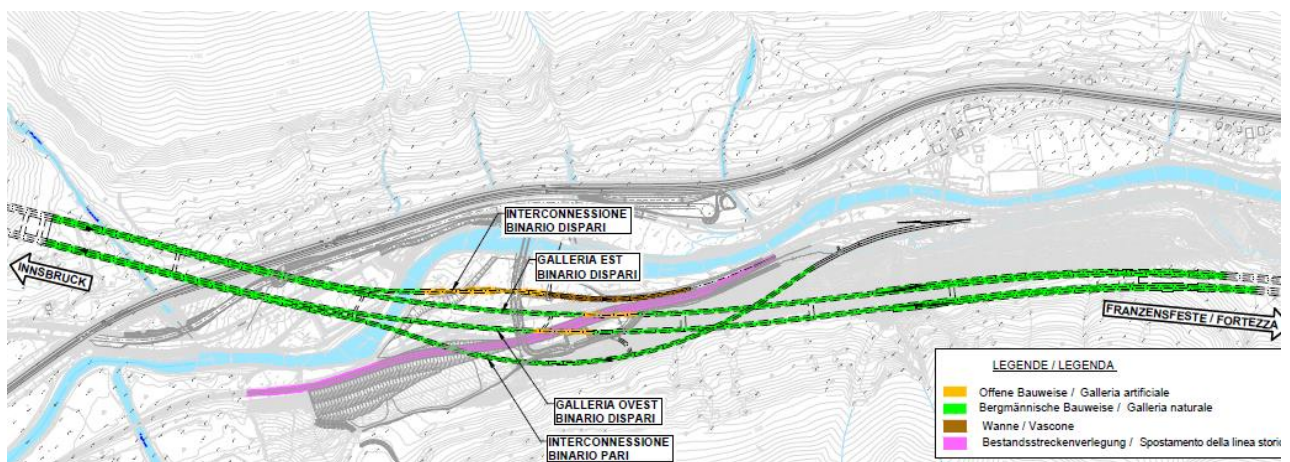 INTERCONNESSIONE
BINARIO DISPARI
GALLERIA EST
BINARIO DISPARI
INNSBRUCK
FRANZENSFESTE / FORTEZZA
GALLERIA OVEST
BINARIO DISPARI
INTERCONNESSIONE
BINARIO PARI
LEGENDE / LEGENDA
Offene Bauweise / Galleria artificiale
Bergmännische Bauweise / Galleria naturale
Wanne / Vascone
Bestandsstreckenverlegung / Spostamento della linea storic